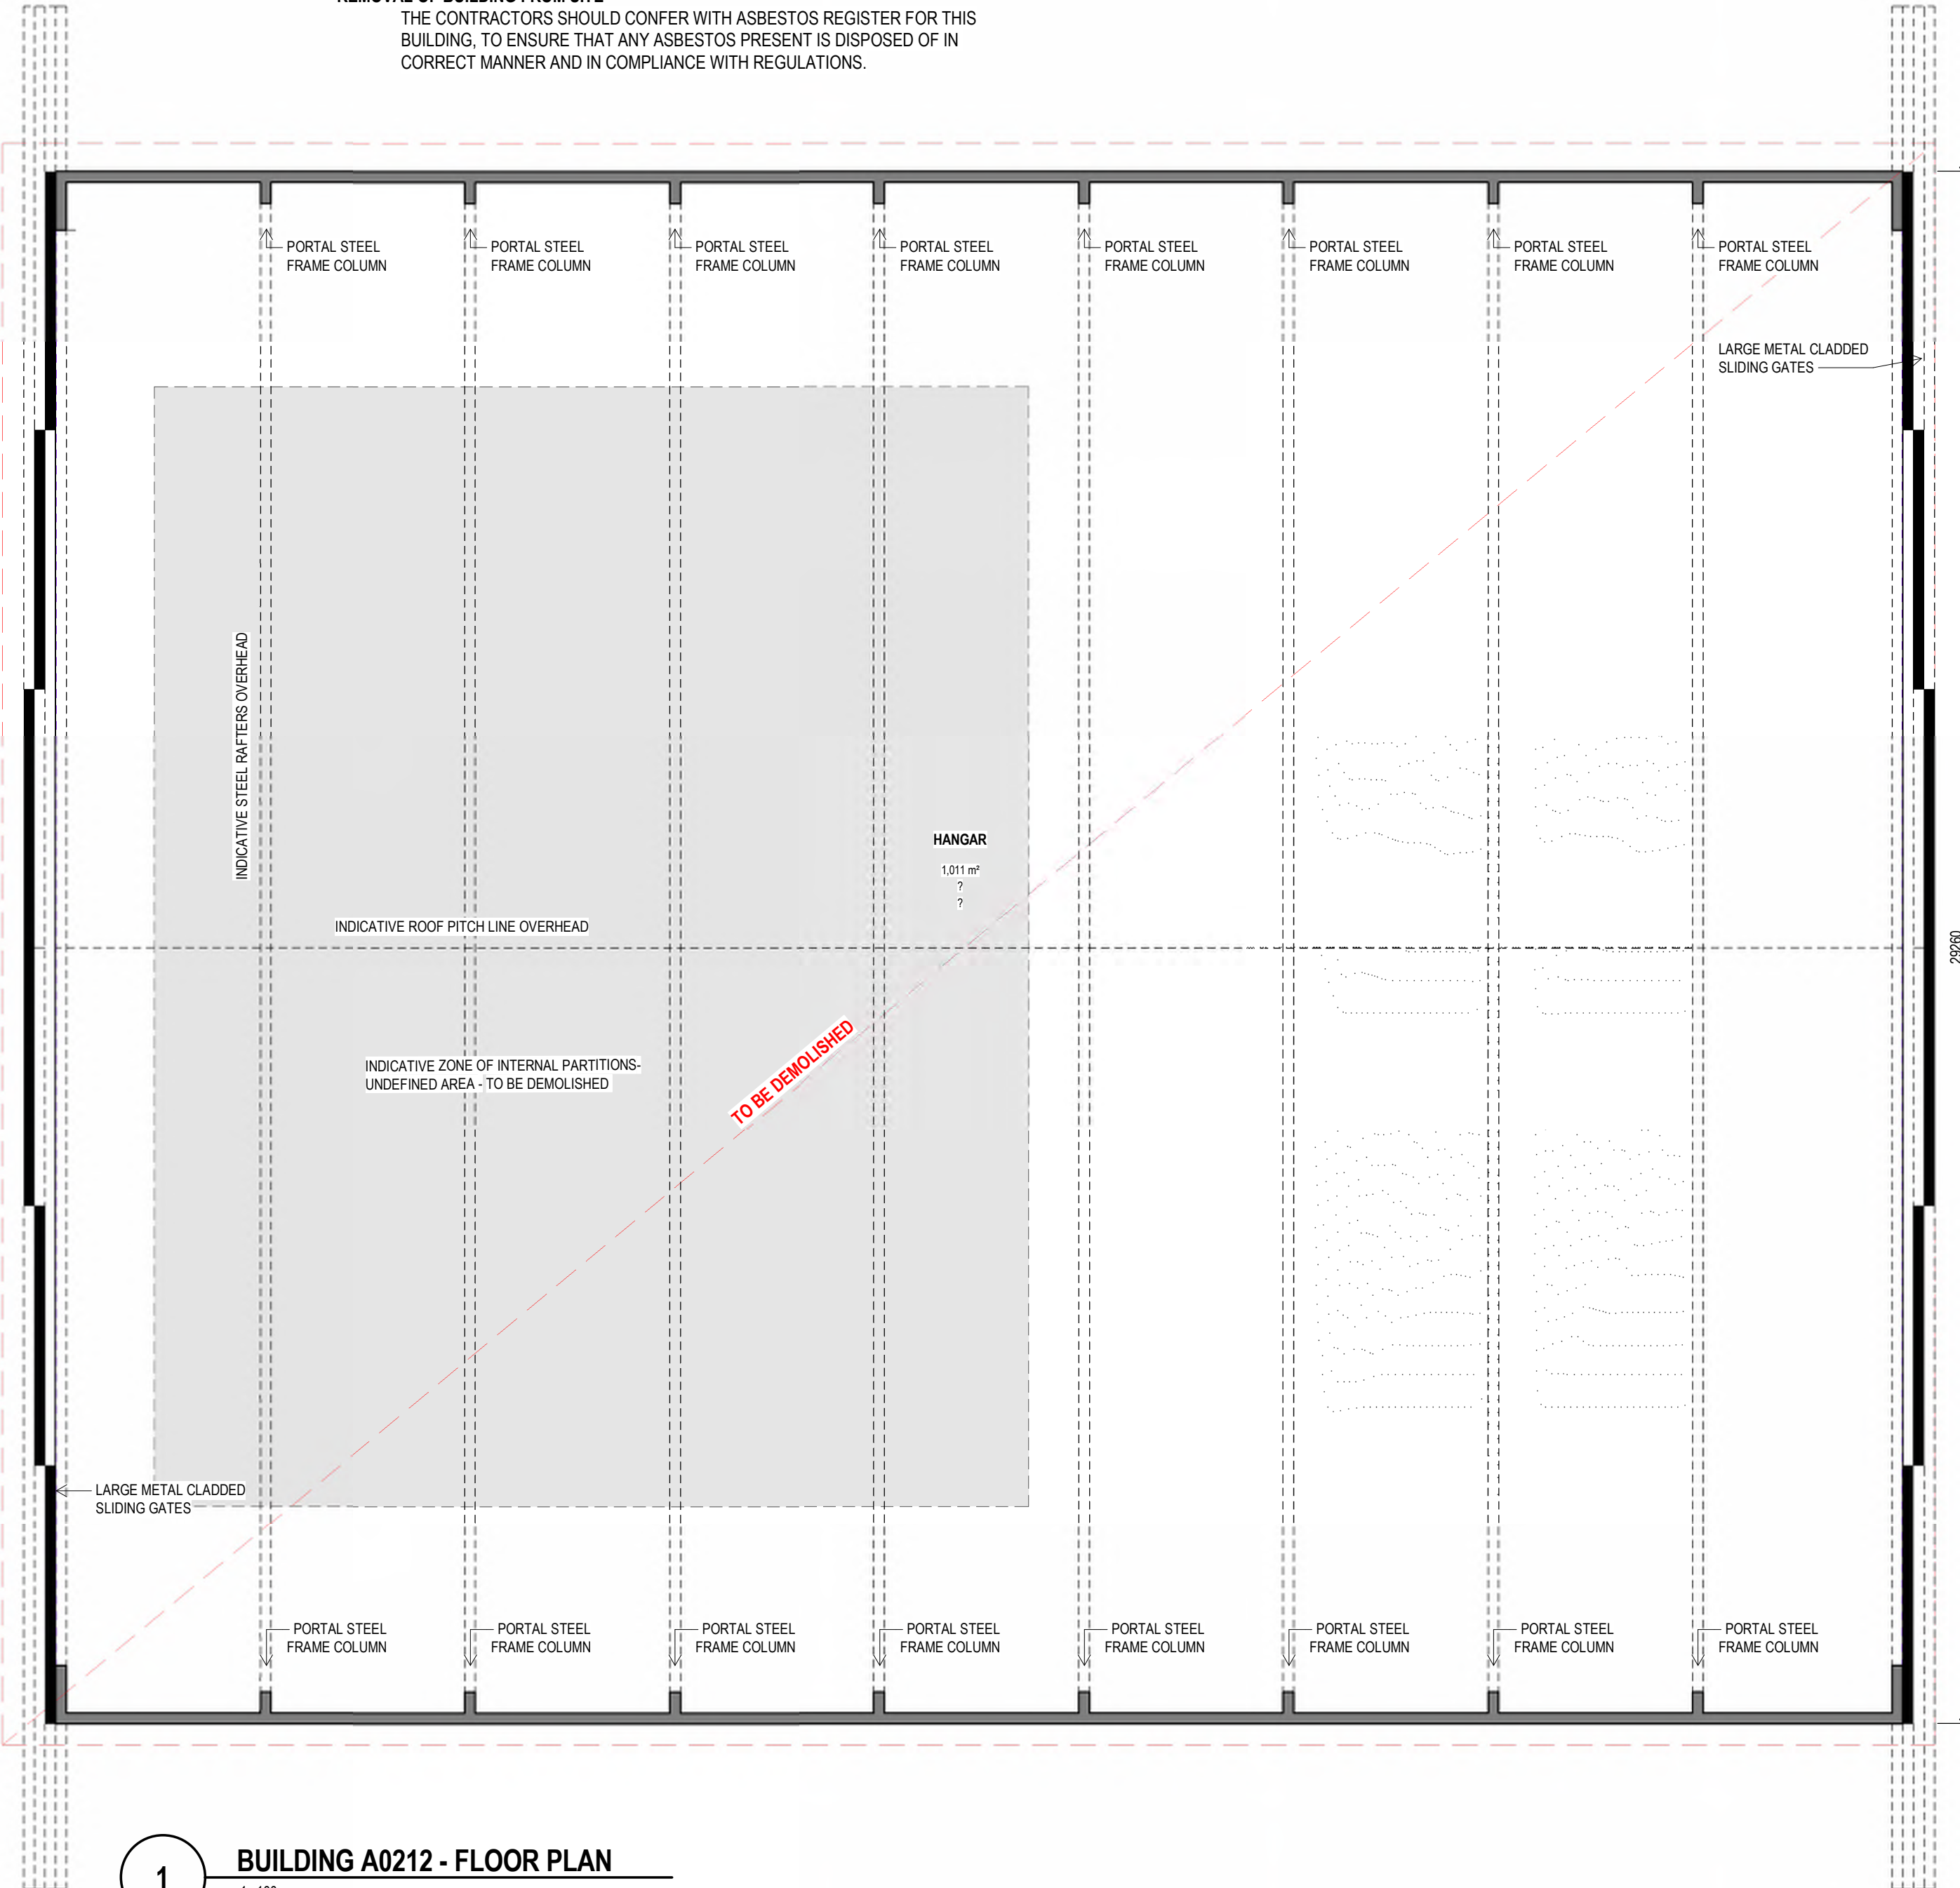 THE CONTRACTORS SHOULD CONFER WITH ASBESTOS REGISTER FOR THIS
BUILDING, TO ENSURE THAT ANY ASBESTOS PRESENT IS DISPOSED OF IN
CORRECT MANNER AND IN COMPLIANCE WITH REGULATIONS.
PORTAL STEEL
FRAME COLUMN
PORTAL STEEL
FRAME COLUMN
PORTAL STEEL
FRAME COLUMN
PORTAL STEEL
FRAME COLUMN
PORTAL STEEL
FRAME COLUMN
PORTAL STEEL
FRAME COLUMN
PORTAL STEEL
FRAME COLUMN
PORTAL STEEL
FRAME COLUMN
LARGE METAL CLADDED
SLIDING GATES
INDICATIVE STEEL RAFTERS OVERHEAD
HANGAR
1,011 m²
?
?
INDICATIVE ROOF PITCH LINE OVERHEAD
29260
TO BE DEMOLISHED
INDICATIVE ZONE OF INTERNAL PARTITIONS-
UNDEFINED AREA - TO BE DEMOLISHED
LARGE METAL CLADDED
SLIDING GATES
PORTAL STEEL
FRAME COLUMN
PORTAL STEEL
FRAME COLUMN
PORTAL STEEL
FRAME COLUMN
PORTAL STEEL
FRAME COLUMN
PORTAL STEEL
FRAME COLUMN
PORTAL STEEL
FRAME COLUMN
PORTAL STEEL
FRAME COLUMN
PORTAL STEEL
FRAME COLUMN
1
BUILDING A0212 - FLOOR PLAN